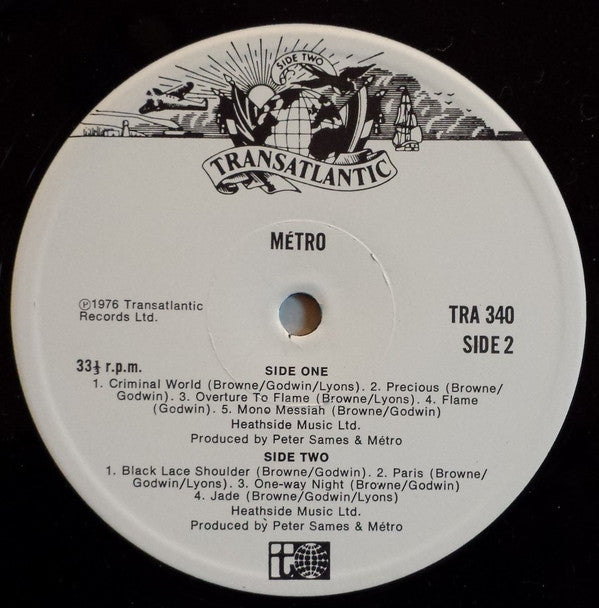 SIDE TWO
TRANSATLANTIC
MÉTRO
℗1976 Transatlantic
Records Ltd.
TRA 340
SIDE 2
33⅓ r.p.m.
SIDE ONE
1. Criminal World (Browne/Godwin/Lyons). 2. Precious (Browne/
Godwin). 3. Overture To Flame (Browne/Lyons). 4. Flame
(Godwin). 5. Mono Messiah (Browne/Godwin)
Heathside Music Ltd.
Produced by Peter Sames & Métro
SIDE TWO
1. Black Lace Shoulder (Browne/Godwin). 2. Paris (Browne/
Godwin/Lyons). 3. One-way Night (Browne/Godwin)
4. Jade (Browne/Godwin/Lyons)
Heathside Music Ltd.
Produced by Peter Sames & Métro
t